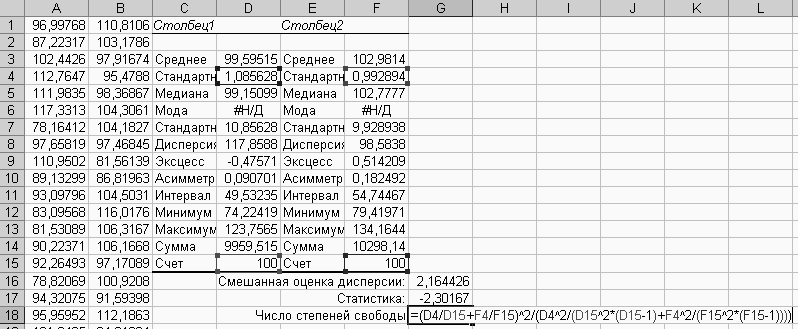 A B C D E F G H I J K L
1 96,99768 110,8106 Столбец1 Столбец2
2 87,22317 103,1786
3 102,4426 97,91674 Среднее 99,59515 Среднее 102,9814
4 112,7647 95,4788 Стандартн 1,085628 Стандартн 0,992894
5 111,9835 98,36867 Медиана 99,15099 Медиана 102,7777
6 117,3313 104,3061 Мода #Н/Д Мода #Н/Д
7 78,16412 104,1827 Стандартн 10,85628 Стандартн 9,928938
8 97,65819 97,46845 Дисперсия 117,8588 Дисперсия 98,5838
9 110,9502 81,56139 Эксцесс -0,47571 Эксцесс 0,514209
10 89,13299 86,81963 Асимметр 0,090701 Асимметр 0,182492
11 93,09796 104,5031 Интервал 49,53235 Интервал 54,74467
12 83,09568 116,0176 Минимум 74,22419 Минимум 79,41971
13 81,53089 106,3167 Максимум 123,7565 Максимум 134,1644
14 90,22371 106,1668 Сумма 9959,515 Сумма 10298,14
15 92,26493 97,17089 Счет 100 Счет 100
16 78,82069 100,9208 Смешанная оценка дисперсии: 2,164426
17 94,32075 91,59398 Статистика: -2,30167
18 95,95952 112,1863 Число степеней свободы =(D4/D15+F4/F15)^2/(D4^2/(D15^2*(D15-1)+F4^2/(F15^2*(F15-1))))